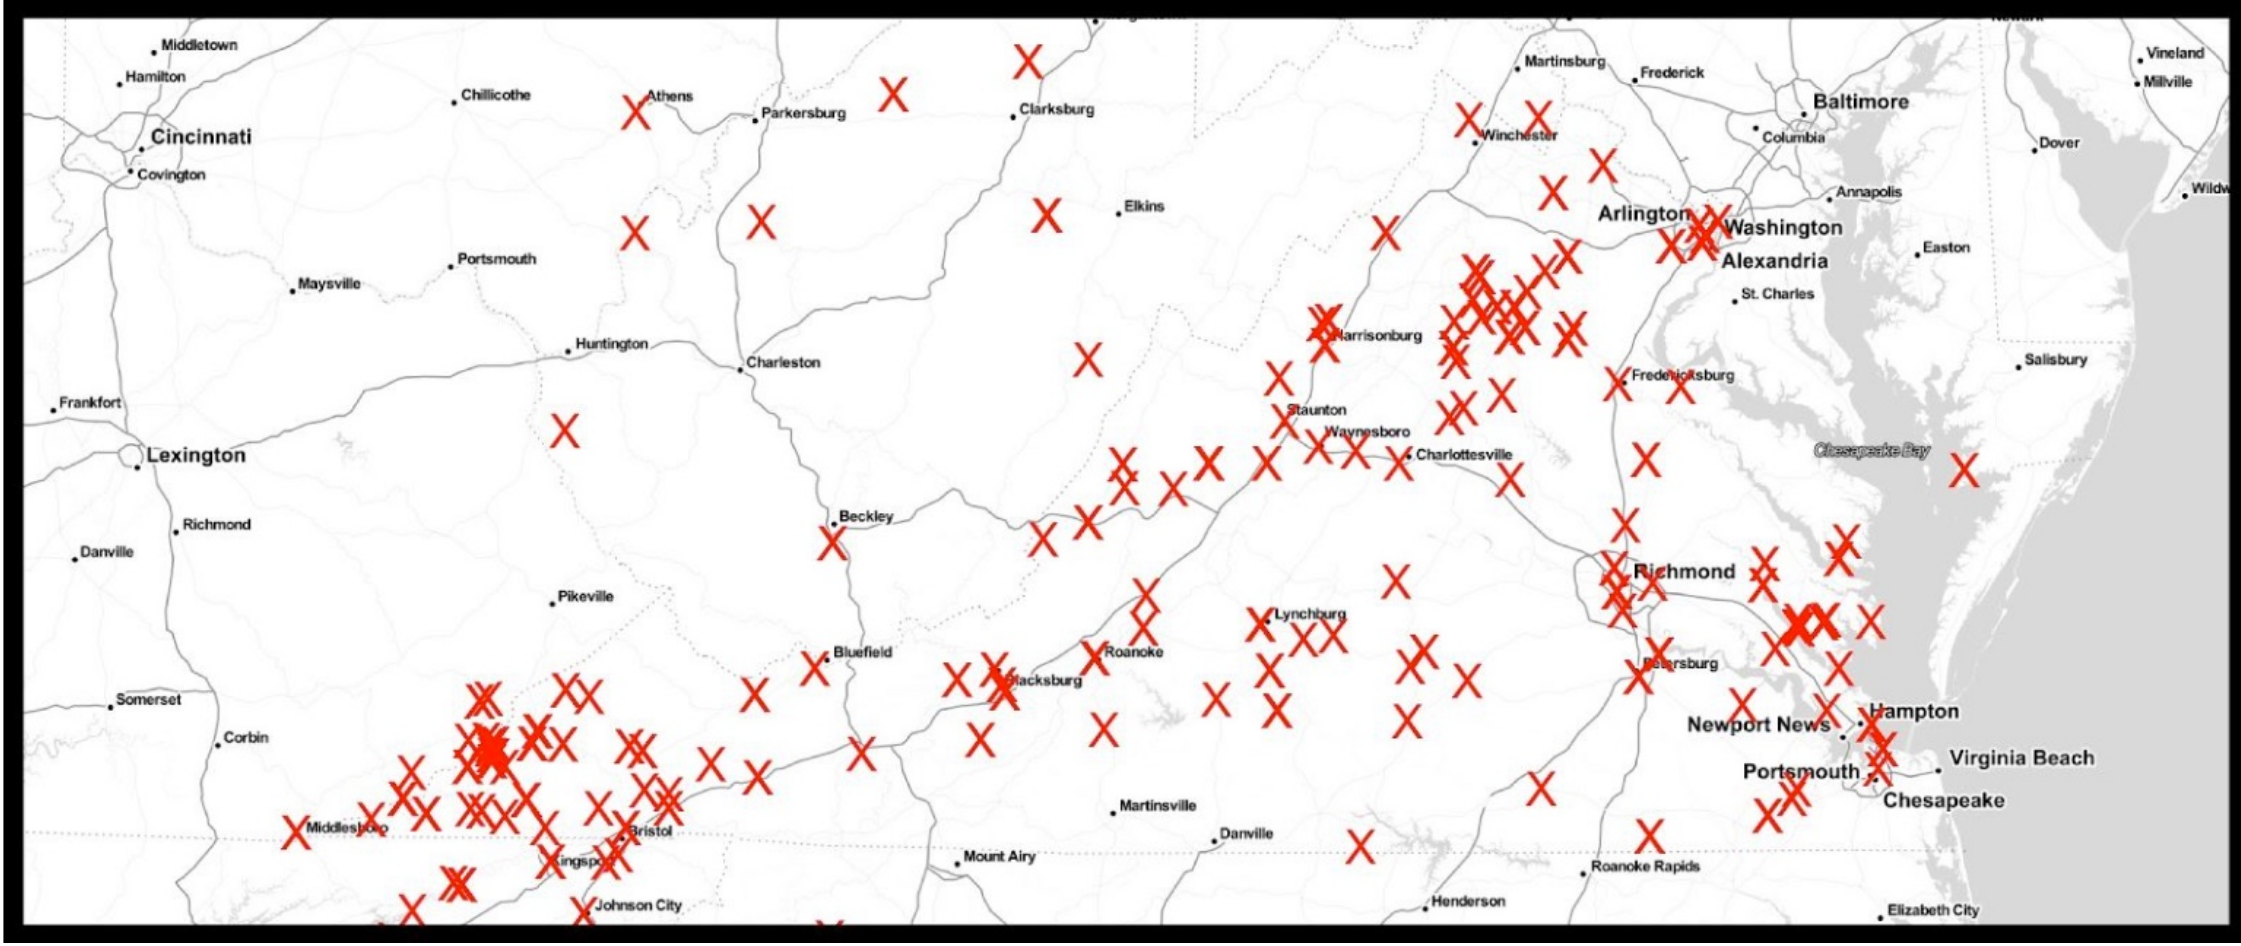 Middletown
Hamilton
Cincinnati
Covington
Chillicothe
Athens
Parkersburg
Clarksburg
Martinsburg
Frederick
Baltimore
Columbia
Vineland
Millville
Dover
Winchester
Annapolis
Elkins
Arlington
Washington
Alexandria
Easton
St. Charles
Maysville
Portsmouth
Huntington
Charleston
Harrisonburg
Salisbury
Fredericksburg
Frankfort
Lexington
Staunton
Waynesboro
Charlottesville
Chesapeake Bay
Richmond
Danville
Beckley
Pikeville
Richmond
Lynchburg
Bluefield
Roanoke
Blacksburg
Petersburg
Somerset
Corbin
Newport News
Hampton
Virginia Beach
Portsmouth
Chesapeake
Middlesboro
Bristol
Kingsport
Johnson City
Martinsville
Danville
Mount Airy
Roanoke Rapids
Henderson
Elizabeth City